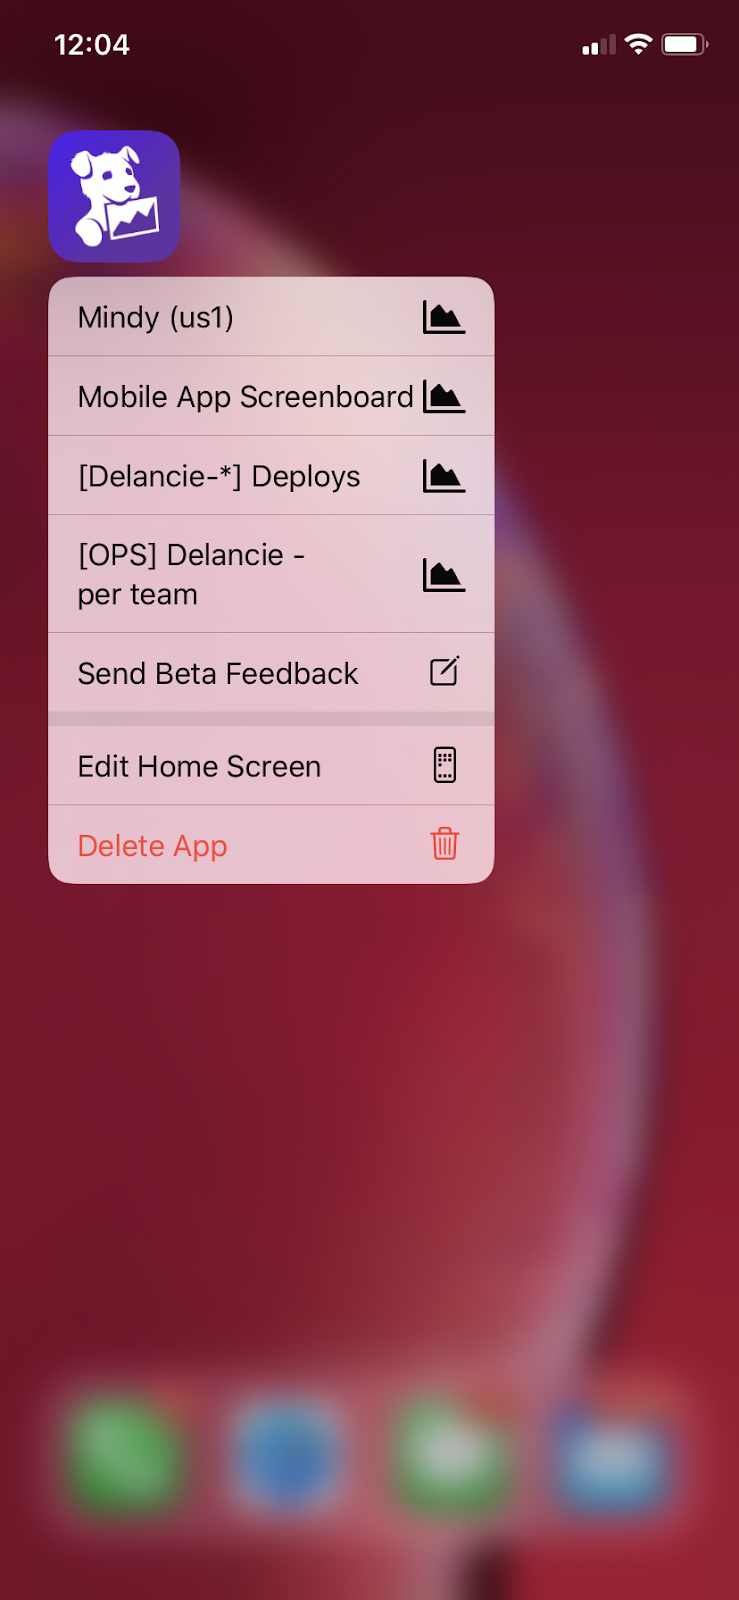 12:04
Mindy (us1)
Mobile App Screenboard
[Delancie-*] Deploys
[OPS] Delancie -
per team
Send Beta Feedback
Edit Home Screen
Delete App